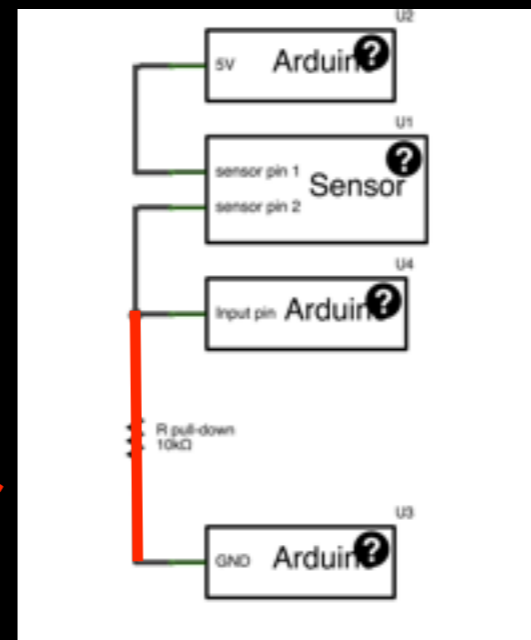 U2
5V
Arduin
?
U1
sensor pin 1
Sensor
?
sensor pin 2
U4
Input pin
Arduin
?
R pull-down
10kΩ
U3
GND
Arduin
?